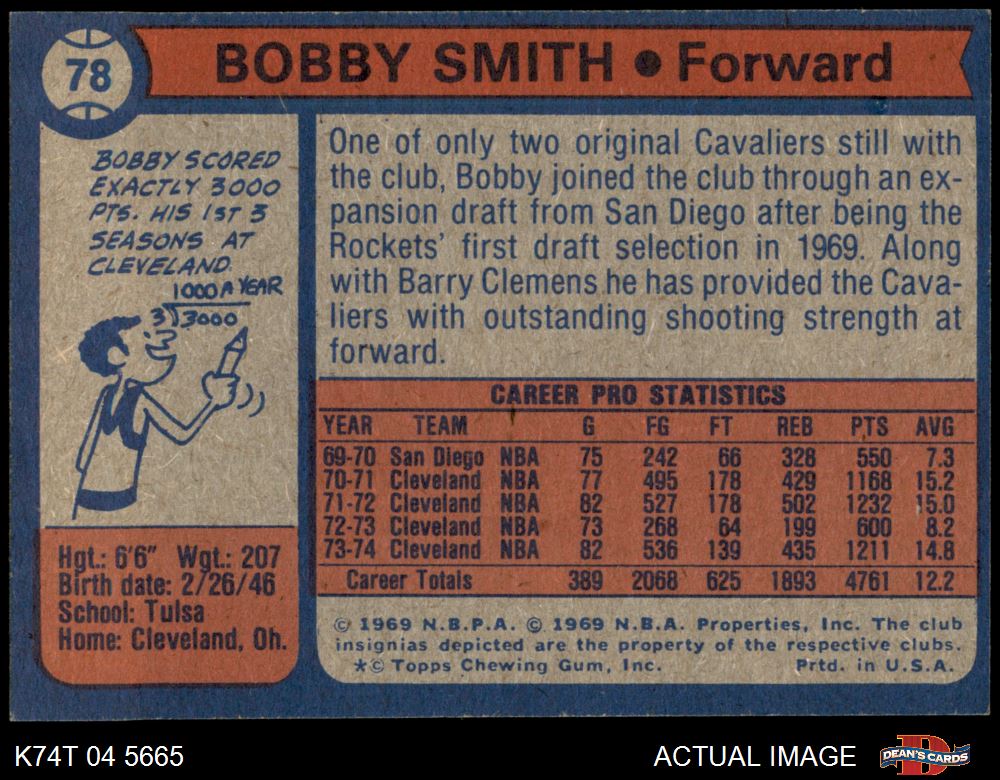 78
BOBBY SMITH ● Forward
BOBBY SCORED
EXACTLY 3000
PTS. HIS 1ST 3
SEASONS AT
CLEVELAND.
1000 A YEAR
3)3000
Hgt.: 6'6" Wgt.: 207
Birth date: 2/26/46
School: Tulsa
Home: Cleveland, Oh.
One of only two original Cavaliers still with
the club, Bobby joined the club through an ex-
pansion draft from San Diego after being the
Rockets' first draft selection in 1969. Along
with Barry Clemens he has provided the Cava-
liers with outstanding shooting strength at
forward.
CAREER PRO STATISTICS
YEAR TEAM G FG FT REB PTS AVG
69-70 San Diego NBA 75 242 66 328 550 7.3
70-71 Cleveland NBA 77 495 178 429 1168 15.2
71-72 Cleveland NBA 82 527 178 502 1232 15.0
72-73 Cleveland NBA 73 268 64 199 600 8.2
73-74 Cleveland NBA 82 536 139 435 1211 14.8
Career Totals 389 2068 625 1893 4761 12.2
© 1969 N.B.P.A. © 1969 N.B.A. Properties, Inc. The club
insignias depicted are the property of the respective clubs.
*© Topps Chewing Gum, Inc. Prtd. in U.S.A.
K74T 04 5665 ACTUAL IMAGE
D
DEAN'S CARDS